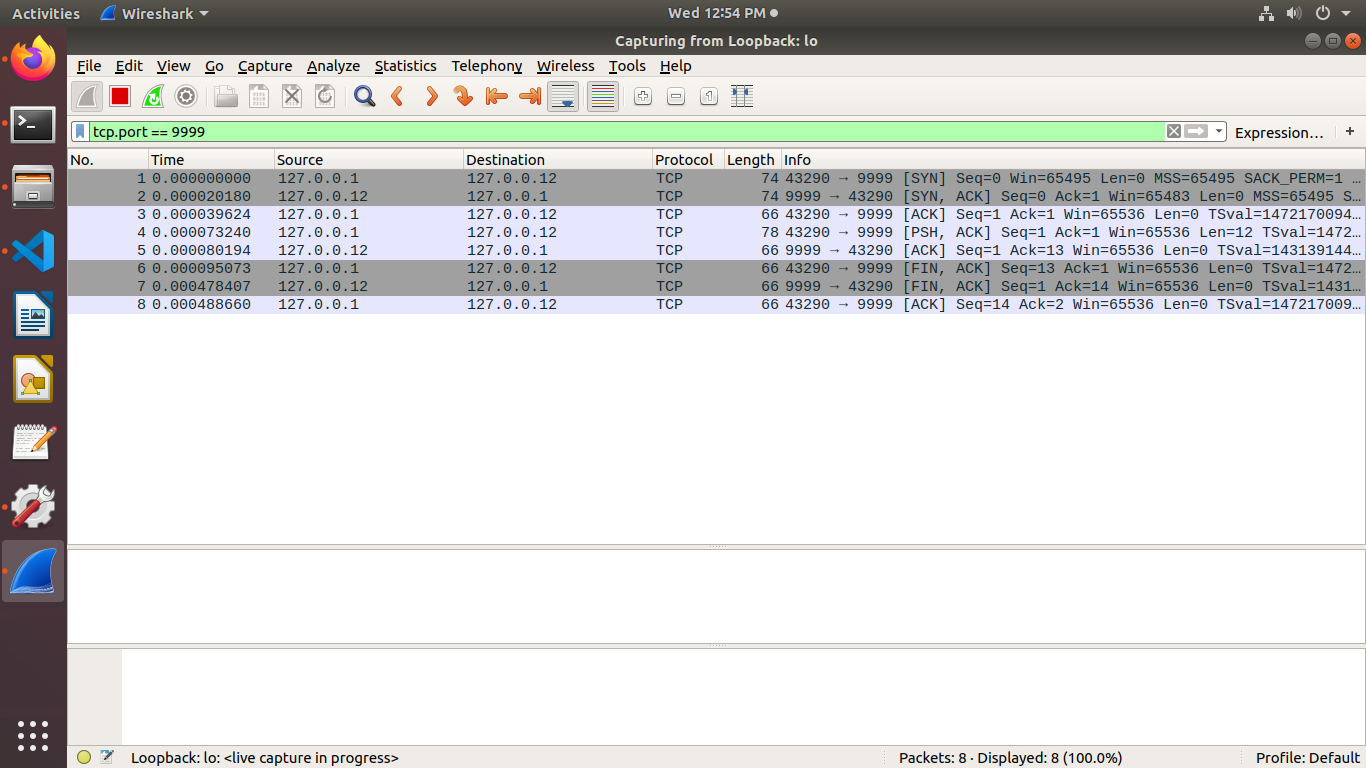 Activities Wireshark Wed 12:54 PM
Capturing from Loopback: lo
File Edit View Go Capture Analyze Statistics Telephony Wireless Tools Help
tcp.port == 9999 Expression… +
No. Time Source Destination Protocol Length Info
1 0.000000000 127.0.0.1 127.0.0.12 TCP 74 43290 → 9999 [SYN] Seq=0 Win=65495 Len=0 MSS=65495 SACK_PERM=1 …
2 0.000020180 127.0.0.12 127.0.0.1 TCP 74 9999 → 43290 [SYN, ACK] Seq=0 Ack=1 Win=65483 Len=0 MSS=65495 S…
3 0.000039624 127.0.0.1 127.0.0.12 TCP 66 43290 → 9999 [ACK] Seq=1 Ack=1 Win=65536 Len=0 TSval=1472170094…
4 0.000073240 127.0.0.1 127.0.0.12 TCP 78 43290 → 9999 [PSH, ACK] Seq=1 Ack=1 Win=65536 Len=12 TSval=1472…
5 0.000080194 127.0.0.12 127.0.0.1 TCP 66 9999 → 43290 [ACK] Seq=1 Ack=13 Win=65536 Len=0 TSval=143139144…
6 0.000095073 127.0.0.1 127.0.0.12 TCP 66 43290 → 9999 [FIN, ACK] Seq=13 Ack=1 Win=65536 Len=0 TSval=1472…
7 0.000478407 127.0.0.12 127.0.0.1 TCP 66 9999 → 43290 [FIN, ACK] Seq=1 Ack=14 Win=65536 Len=0 TSval=1431…
8 0.000488660 127.0.0.1 127.0.0.12 TCP 66 43290 → 9999 [ACK] Seq=14 Ack=2 Win=65536 Len=0 TSval=147217009…
Loopback: lo: <live capture in progress> Packets: 8 · Displayed: 8 (100.0%) Profile: Default